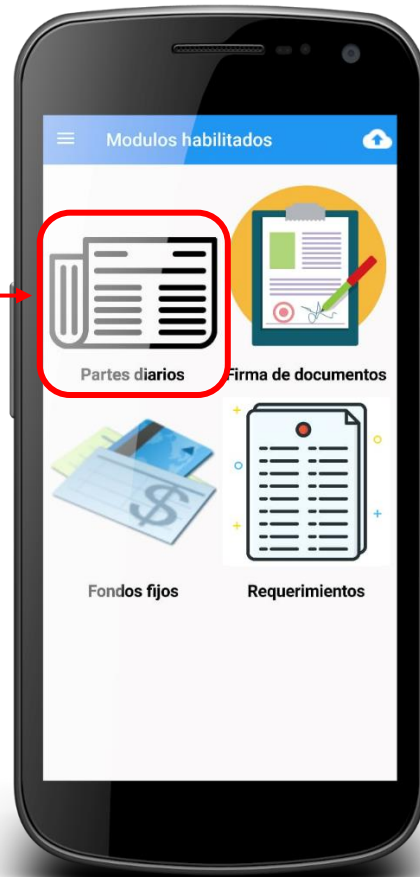 Modulos habilitados
Partes diarios
Firma de documentos
$
Fondos fijos
Requerimientos